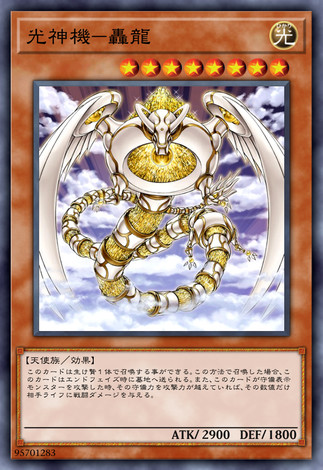 光神機－轟龍
光
【天使族／効果】
このカードは生け贄１体で召喚する事ができる。この方法で召喚した場合、こ
のカードはエンドフェイズ時に墓地へ送られる。また、このカードが守備表示
モンスターを攻撃した時、その守備力を攻撃力が越えていれば、その数値だけ
相手ライフに戦闘ダメージを与える。
ATK/ 2900 DEF/1800
95701283